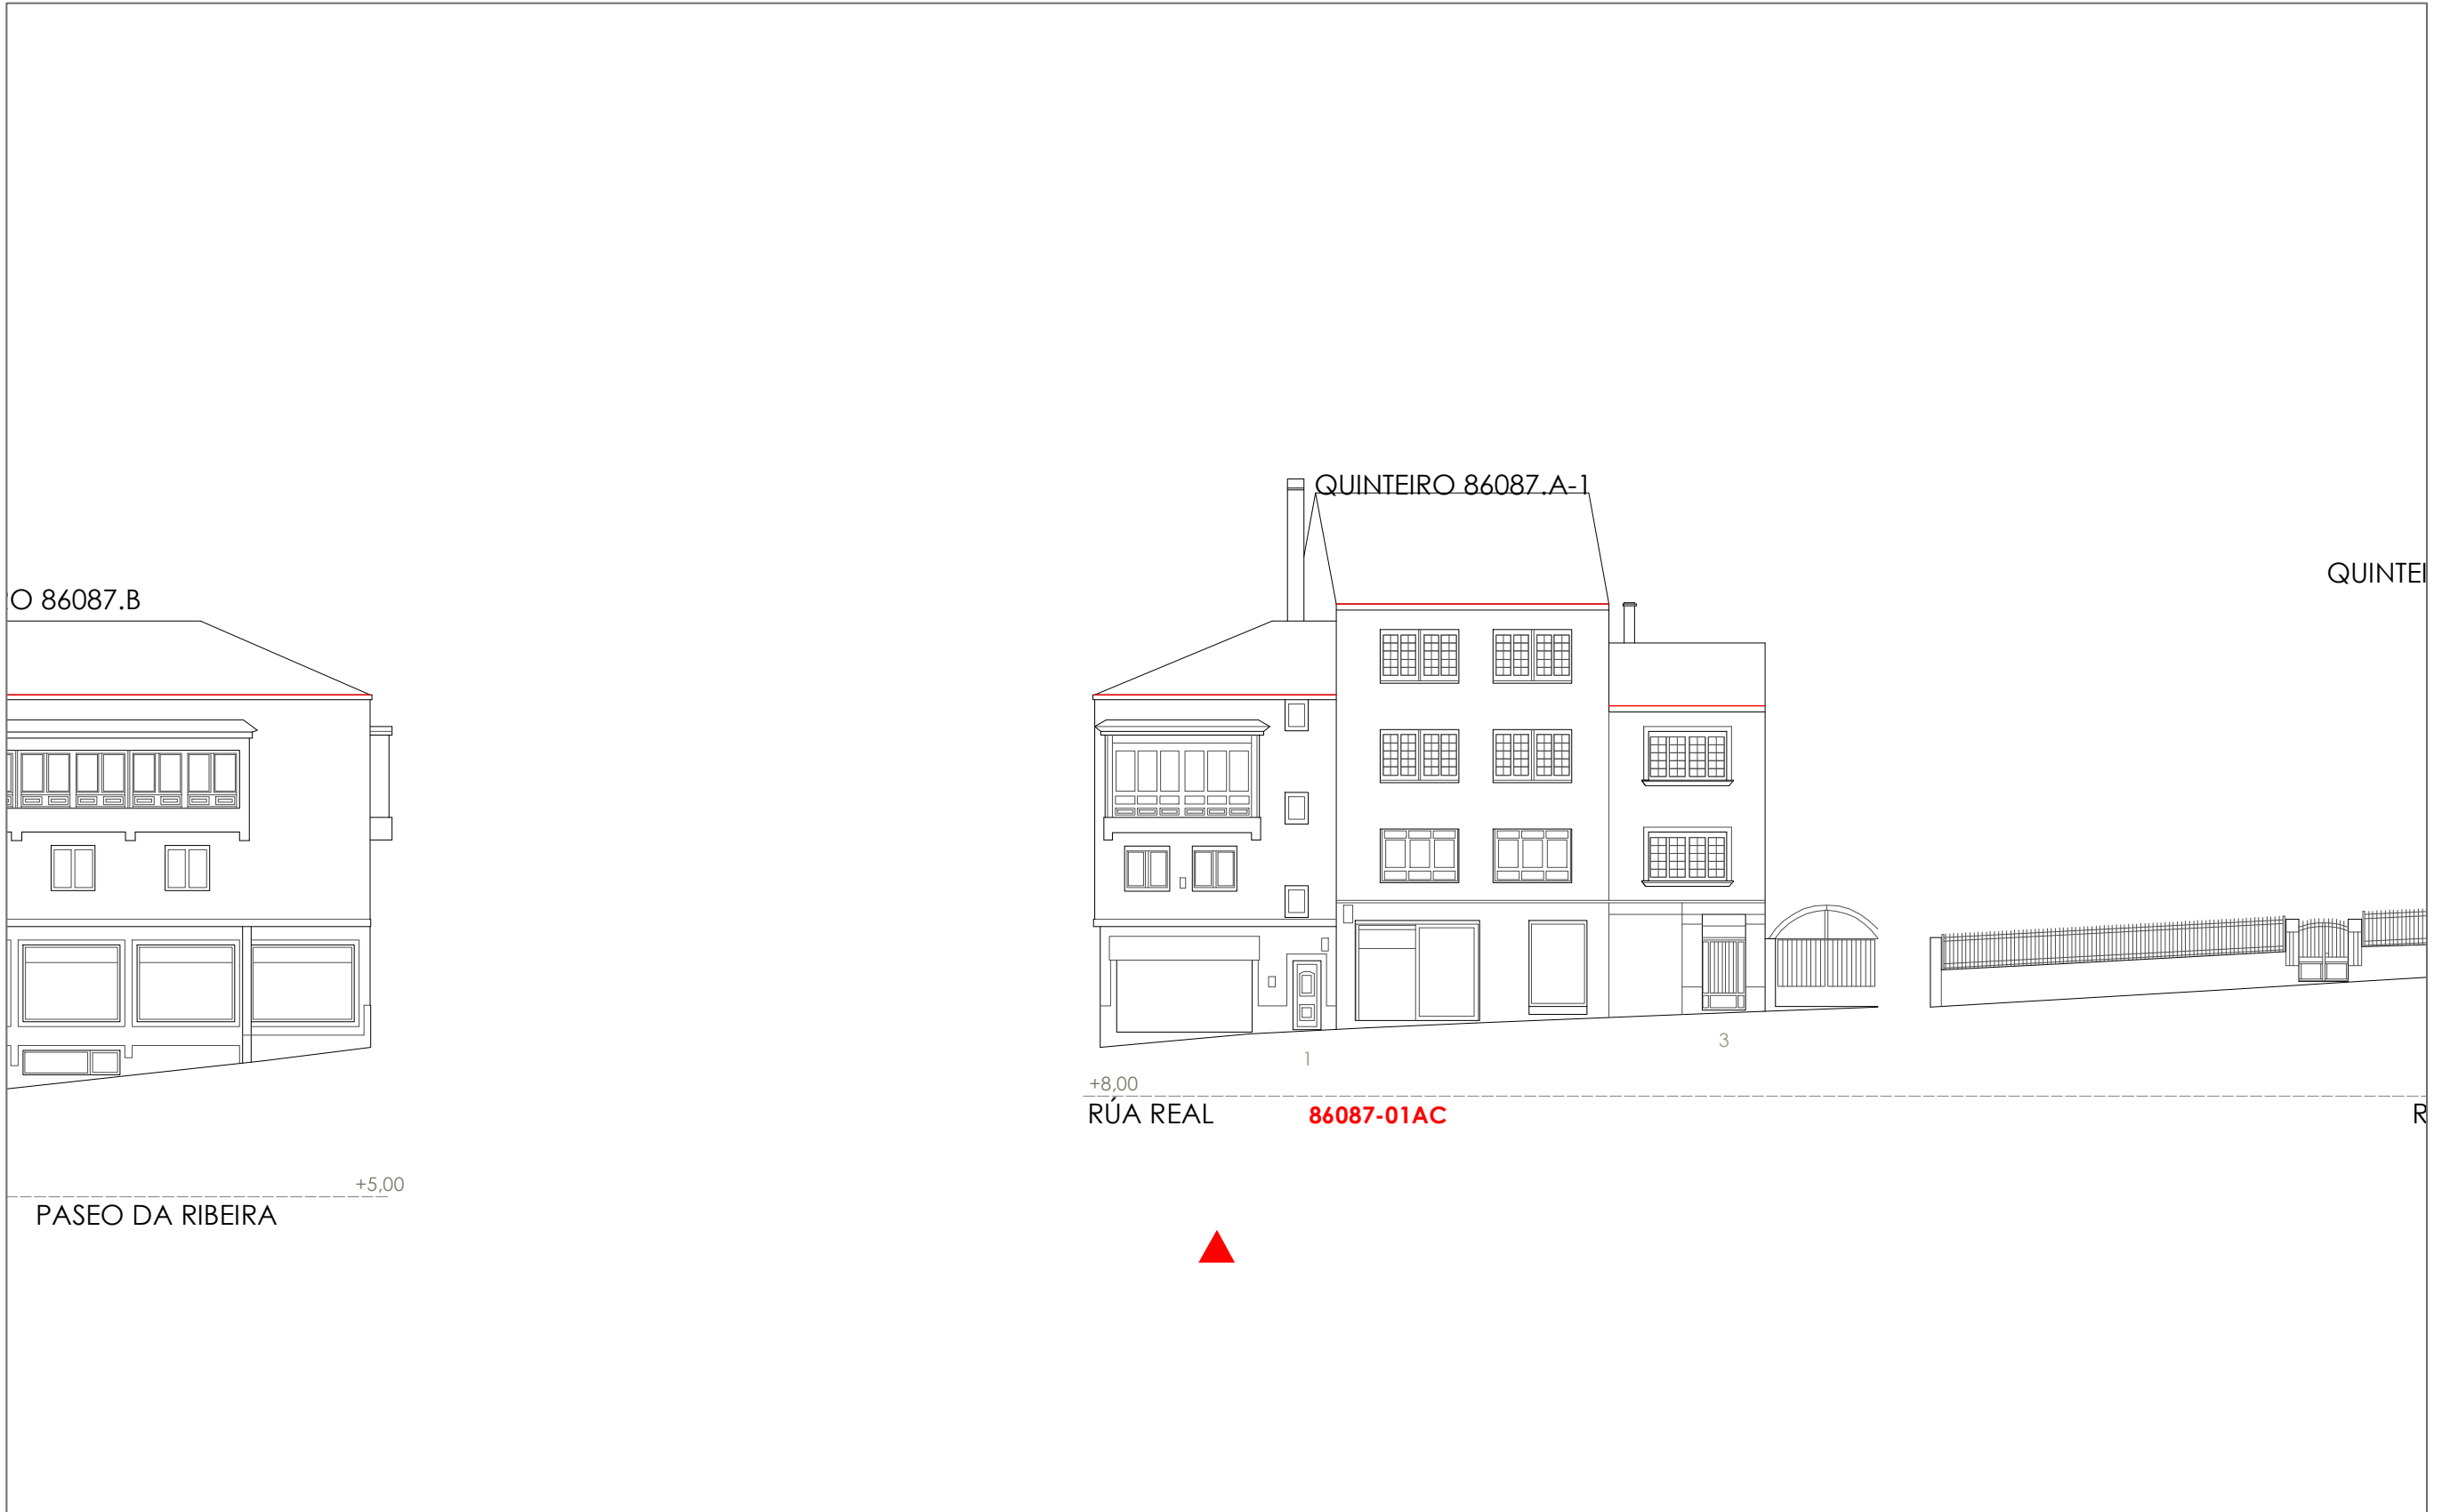 QUINTEIRO 86087.A-1
QUINTEI
O 86087.B
1
3
+8,00
RÚA REAL
86087-01AC
R
+5,00
PASEO DA RIBEIRA